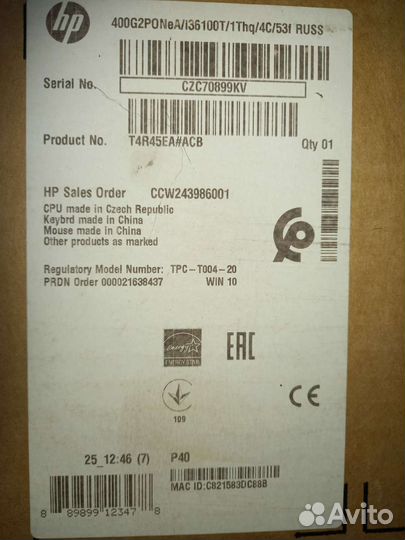 hp
400G2PONeA/i36100T/1Thq/4C/53f RUSS
Serial No.
CZC70899KV
Product No. T4R45EA#ACB Qty 01
HP Sales Order CCW243986001
CPU made in Czech Republic
Keybrd made in China
Mouse made in China
Other products as marked
Regulatory Model Number: TPC-T004-20
PRDN Order 000021638437 WIN 10
energy
ENERGY STAR
EAC
109
CE
25_12:46 (7) P40
MAC ID:C821583DC88B
8 89899 12347 8
Avito